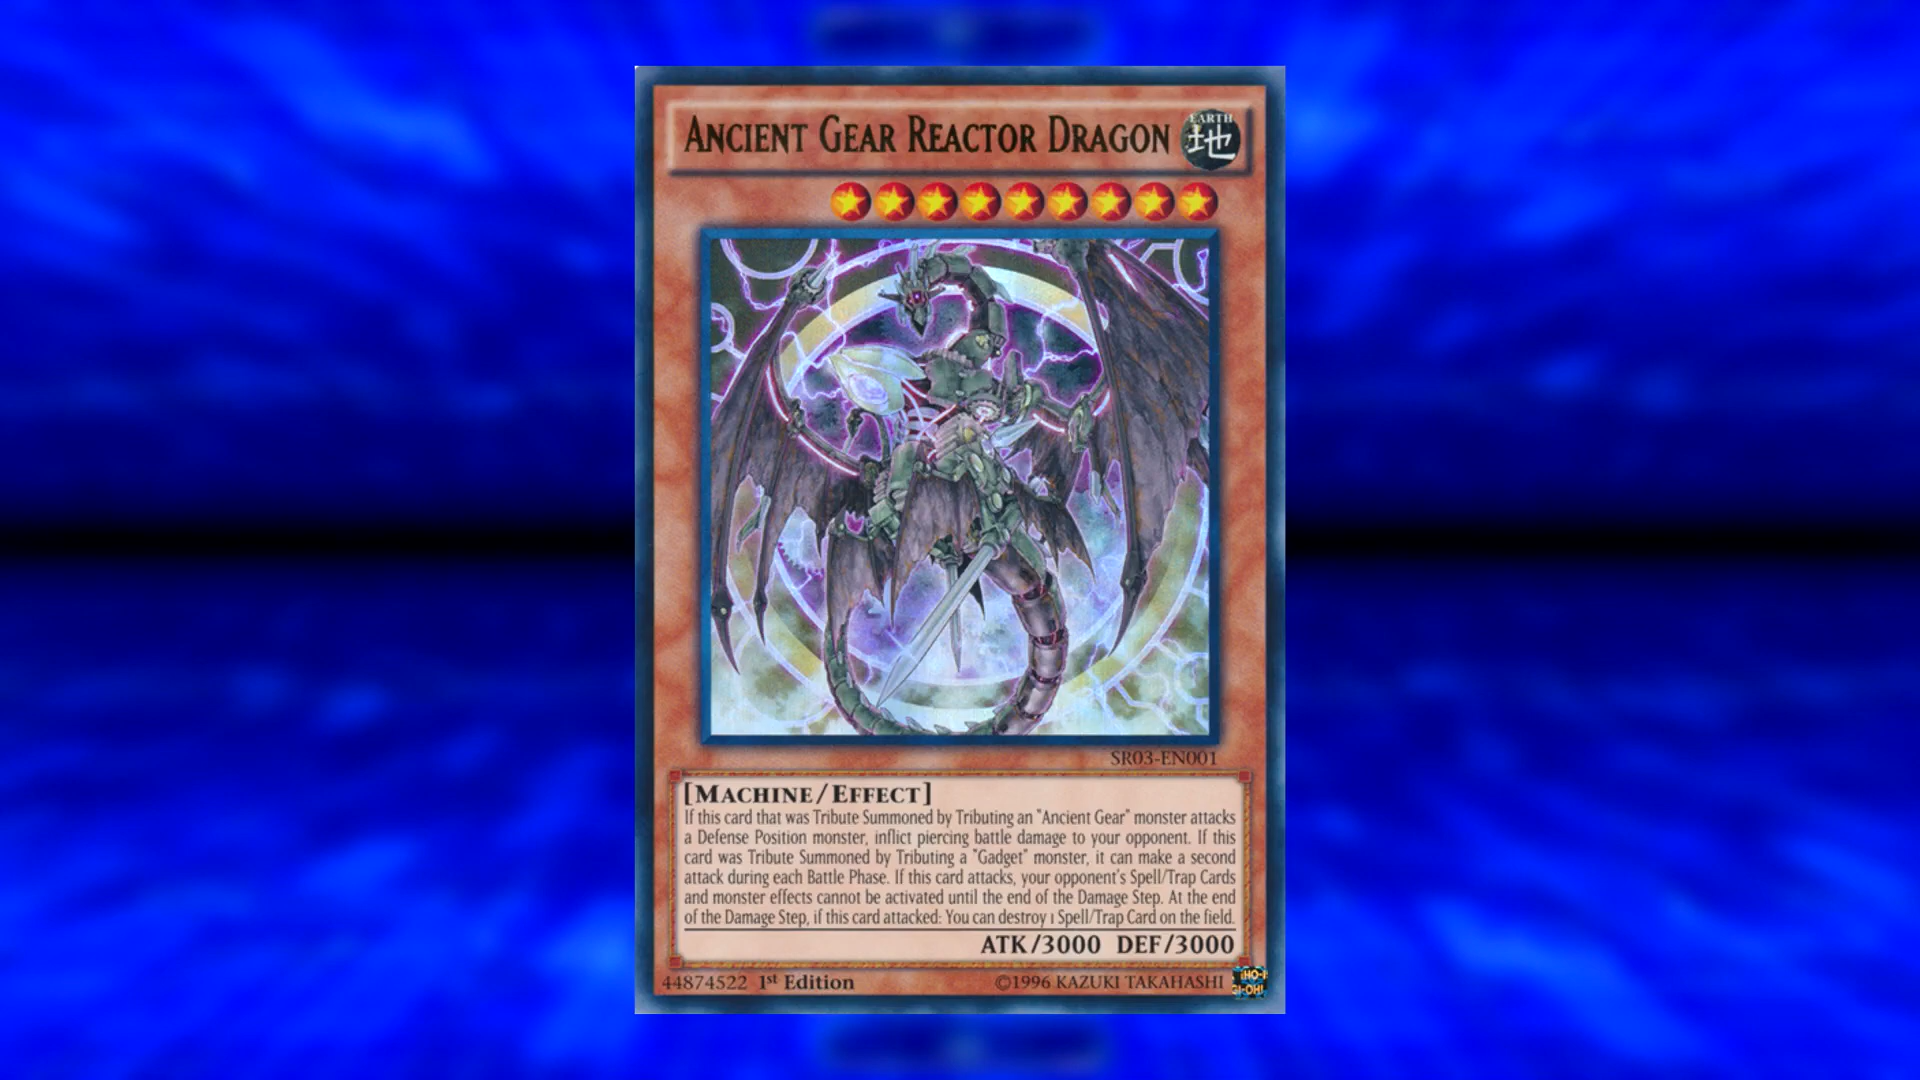 ANCIENT GEAR REACTOR DRAGON
EARTH
地
SR03-EN001
[MACHINE/EFFECT]
If this card that was Tribute Summoned by Tributing an "Ancient Gear" monster attacks
a Defense Position monster, inflict piercing battle damage to your opponent. If this
card was Tribute Summoned by Tributing a "Gadget" monster, it can make a second
attack during each Battle Phase. If this card attacks, your opponent's Spell/Trap Cards
and monster effects cannot be activated until the end of the Damage Step. At the end
of the Damage Step, if this card attacked: You can destroy 1 Spell/Trap Card on the field.
ATK/3000 DEF/3000
44874522 1st Edition ©1996 KAZUKI TAKAHASHI